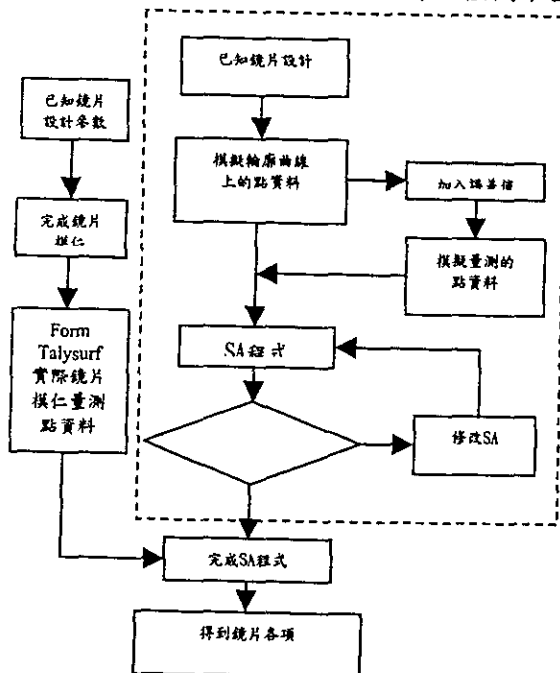 已知鏡片
設計參數
完成鏡片
模仁
Form
Talysurf
實際鏡片
模仁量測
點資料
已知鏡片設計
模擬輪廓曲線
上的點資料
加入誤差值
模擬量測的
點資料
SA程式
修改SA
完成SA程式
得到鏡片各項